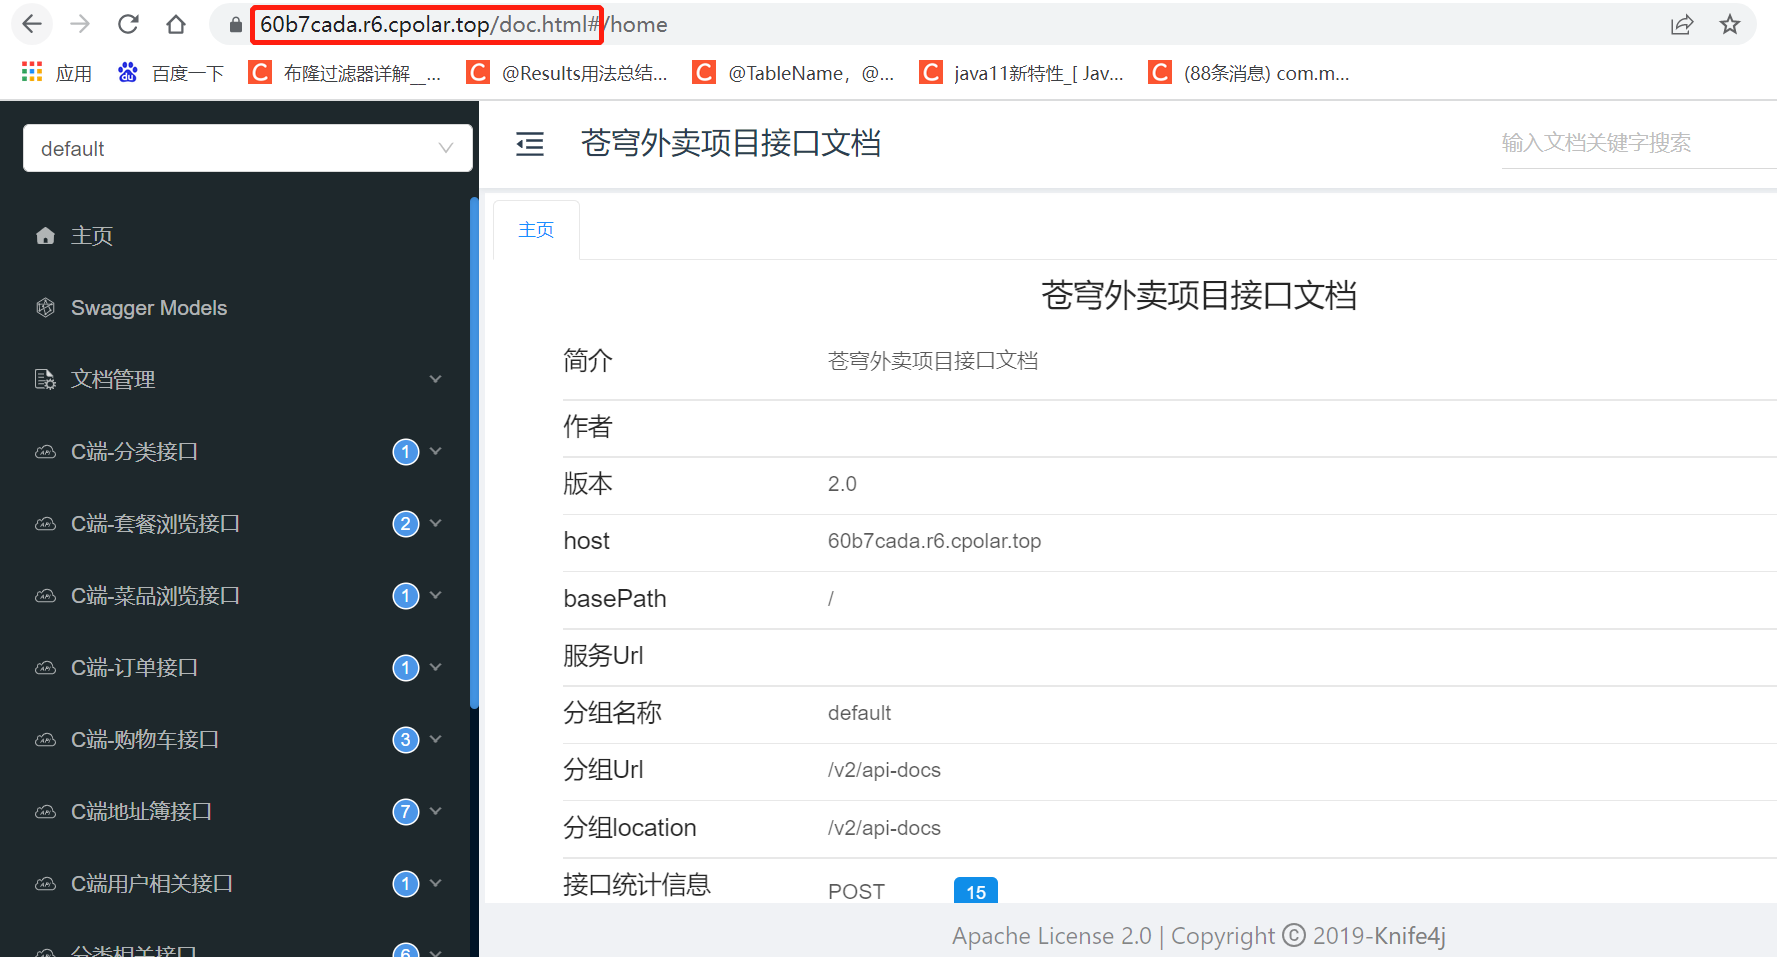 60b7cada.r6.cpolar.top/doc.html#/home
应用 百度一下 布隆过滤器详解__... @Results用法总结... @TableName，@... java11新特性_[ Jav... (88条消息) com.m...
default
苍穹外卖项目接口文档
输入文档关键字搜索
主页
Swagger Models
文档管理
C端-分类接口 1
C端-套餐浏览接口 2
C端-菜品浏览接口 1
C端-订单接口 1
C端-购物车接口 3
C端地址簿接口 7
C端用户相关接口 1
分类相关接口 6
主页
苍穹外卖项目接口文档
简介 苍穹外卖项目接口文档
作者
版本 2.0
host 60b7cada.r6.cpolar.top
basePath /
服务Url
分组名称 default
分组Url /v2/api-docs
分组location /v2/api-docs
接口统计信息 POST 15
Apache License 2.0 | Copyright © 2019-Knife4j